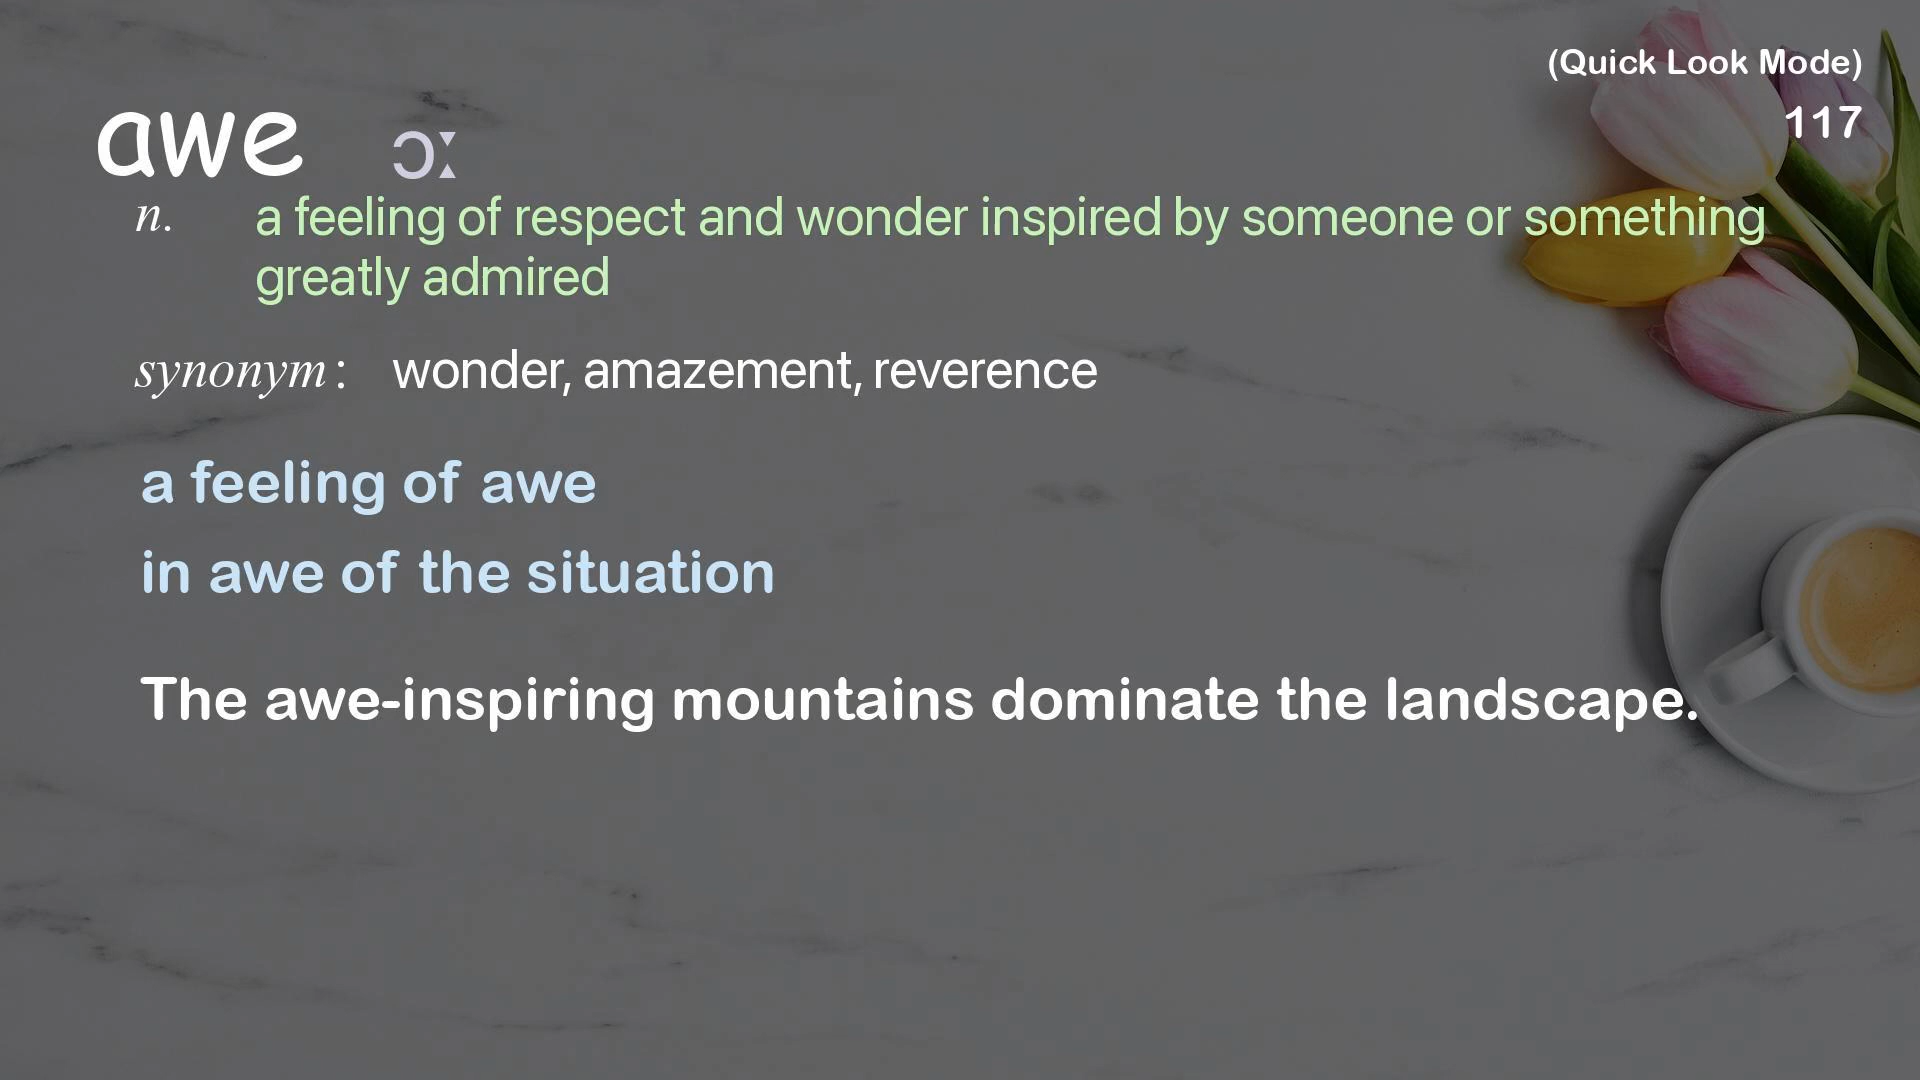 (Quick Look Mode)
117
awe ɔː
n. a feeling of respect and wonder inspired by someone or something
greatly admired
synonym: wonder, amazement, reverence
a feeling of awe
in awe of the situation
The awe-inspiring mountains dominate the landscape.